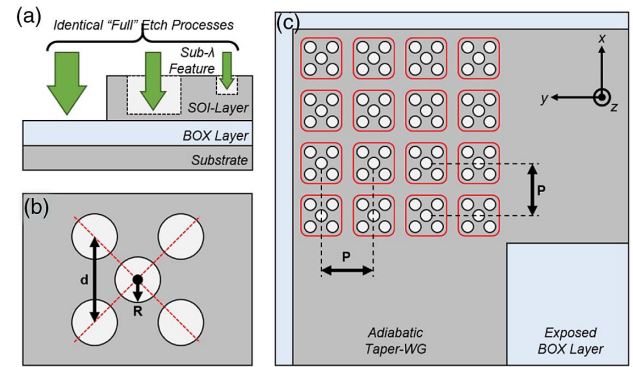 (a)
Identical “Full” Etch Processes
Sub-λ
Feature
SOI-Layer
BOX Layer
Substrate
(b)
d
R
(c)
x
y
z
P
P
Adiabatic
Taper-WG
Exposed
BOX Layer